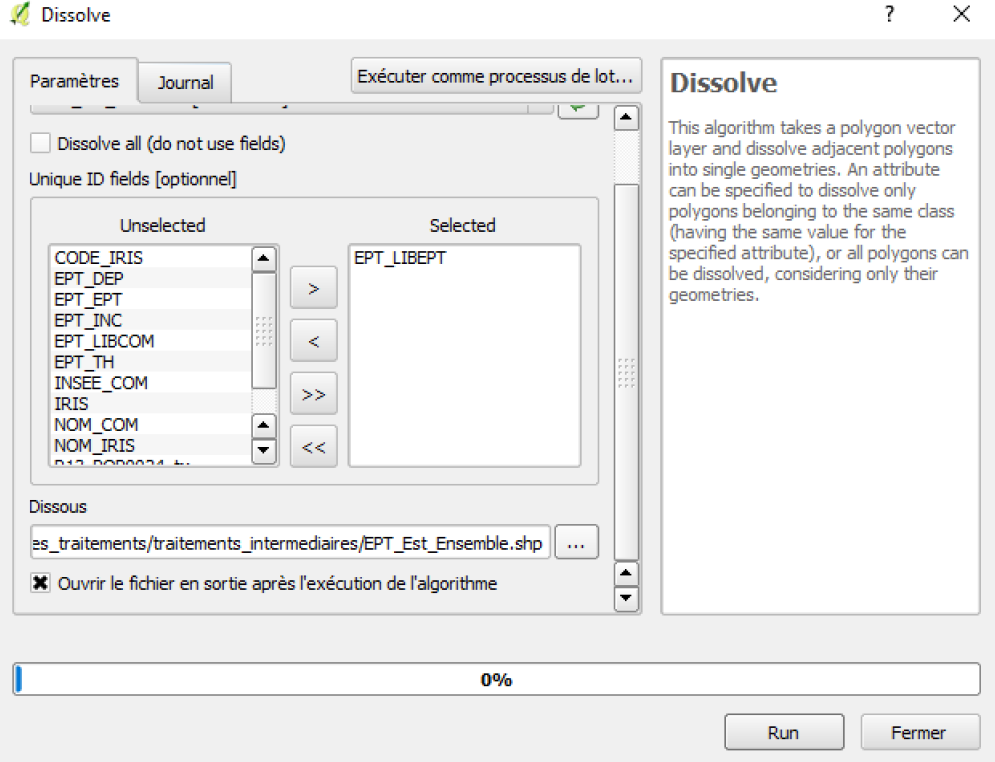 Dissolve
?
Paramètres
Journal
Exécuter comme processus de lot...
Dissolve all (do not use fields)
Unique ID fields [optionnel]
Unselected
CODE_IRIS
EPT_DEP
EPT_EPT
EPT_INC
EPT_LIBCOM
EPT_TH
INSEE_COM
IRIS
NOM_COM
NOM_IRIS
>
<
>>
<<
Selected
EPT_LIBEPT
Dissous
es_traitements/traitements_intermediaires/EPT_Est_Ensemble.shp
...
Ouvrir le fichier en sortie après l'exécution de l'algorithme
Dissolve
This algorithm takes a polygon vector
layer and dissolve adjacent polygons
into single geometries. An attribute
can be specified to dissolve only
polygons belonging to the same class
(having the same value for the
specified attribute), or all polygons can
be dissolved, considering only their
geometries.
0%
Run
Fermer